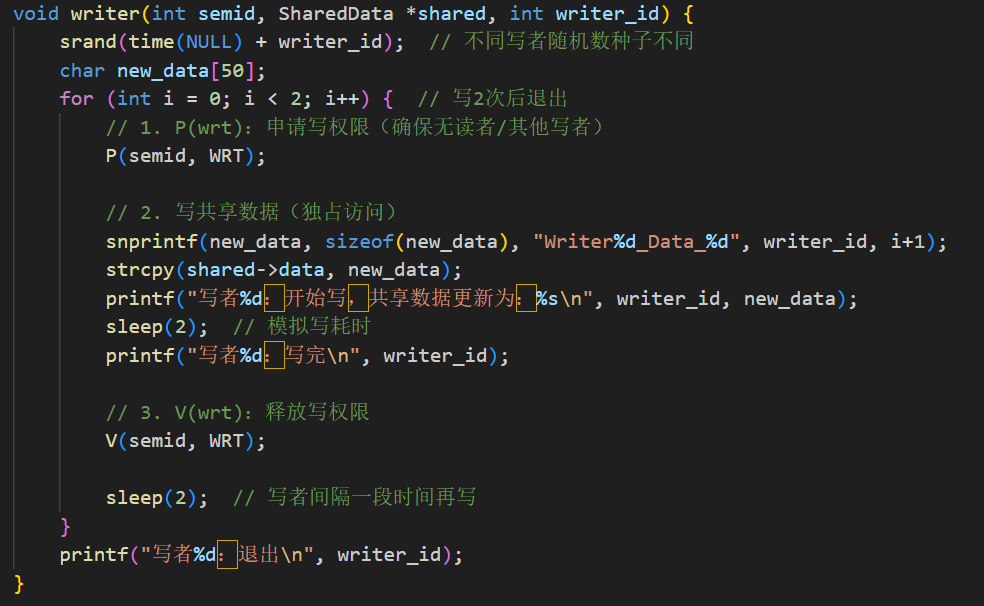 void writer(int semid, SharedData *shared, int writer_id) {
    srand(time(NULL) + writer_id);  // 不同写者随机数种子不同
    char new_data[50];
    for (int i = 0; i < 2; i++) {  // 写2次后退出
        // 1. P(wrt)：申请写权限（确保无读者/其他写者）
        P(semid, WRT);

        // 2. 写共享数据（独占访问）
        snprintf(new_data, sizeof(new_data), "Writer%d_Data_%d", writer_id, i+1);
        strcpy(shared->data, new_data);
        printf("写者%d：开始写，共享数据更新为：%s\n", writer_id, new_data);
        sleep(2);  // 模拟写耗时
        printf("写者%d：写完\n", writer_id);

        // 3. V(wrt)：释放写权限
        V(semid, WRT);

        sleep(2);  // 写者间隔一段时间再写
    }
    printf("写者%d：退出\n", writer_id);
}